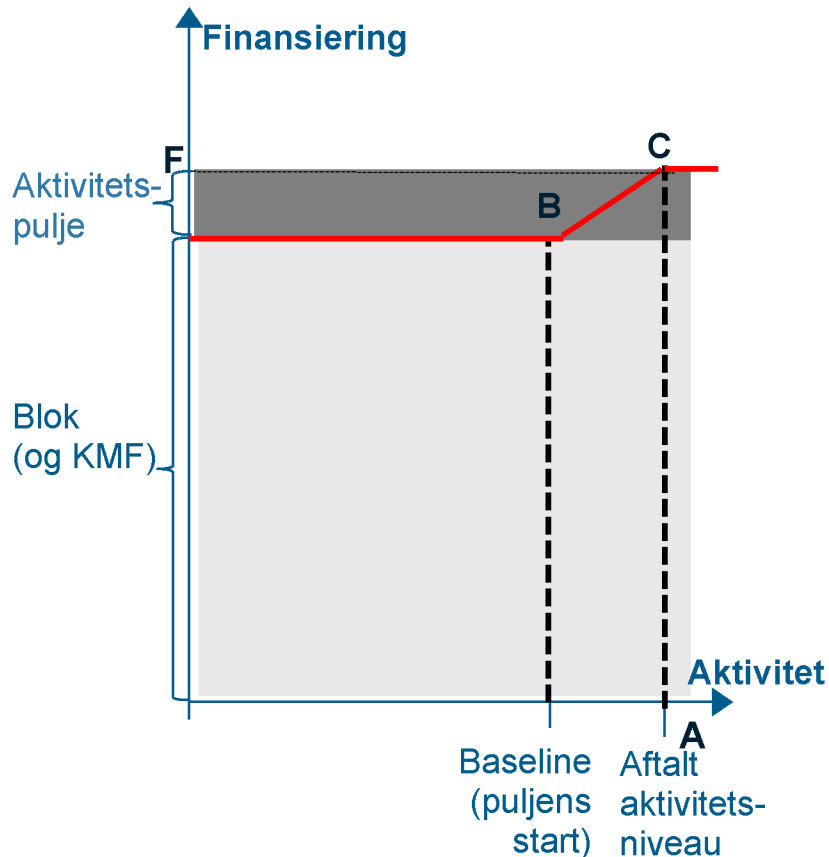 Finansiering
F
C
Aktivitets-
pulje
B
Blok
(og KMF)
Aktivitet
A
Baseline
(puljens
start)
Aftalt
aktivitets-
niveau